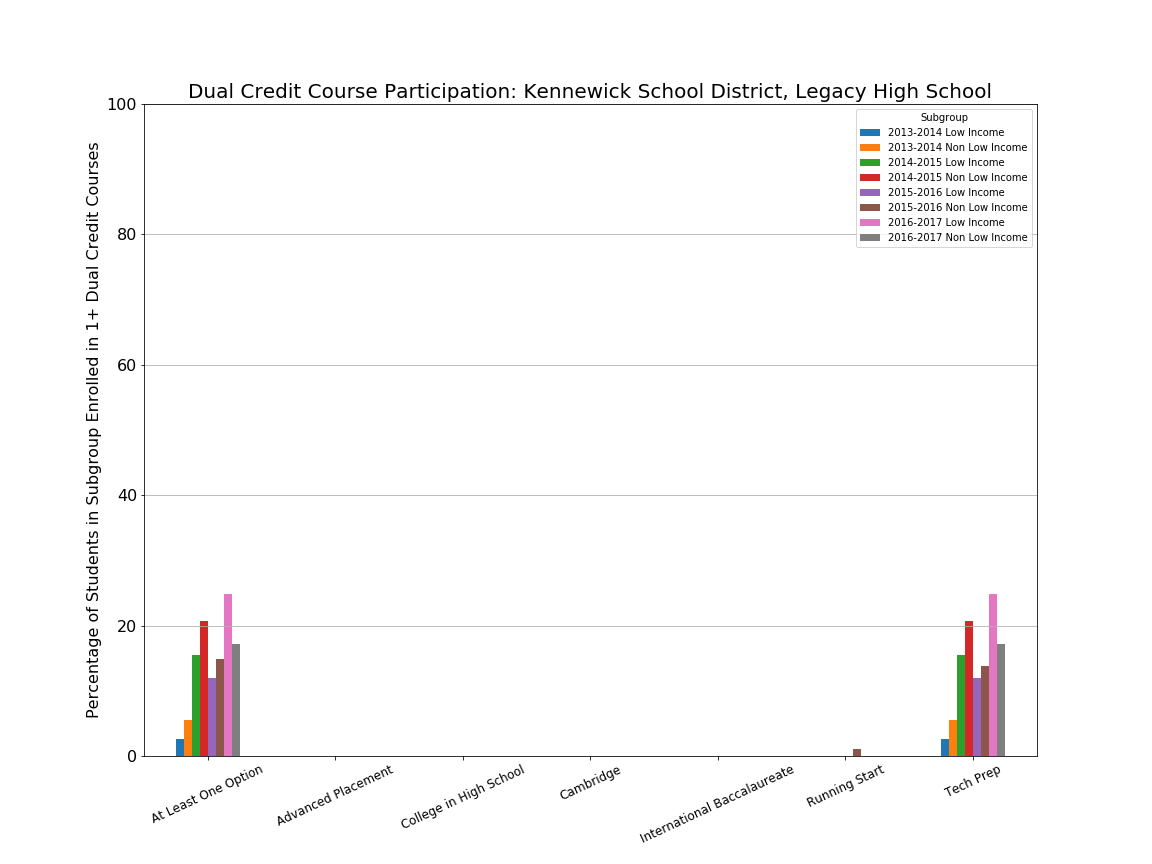 Dual Credit Course Participation: Kennewick School District, Legacy High School
Percentage of Students in Subgroup Enrolled in 1+ Dual Credit Courses
100
80
60
40
20
0
Subgroup
2013-2014 Low Income
2013-2014 Non Low Income
2014-2015 Low Income
2014-2015 Non Low Income
2015-2016 Low Income
2015-2016 Non Low Income
2016-2017 Low Income
2016-2017 Non Low Income
At Least One Option
Advanced Placement
College in High School
Cambridge
International Baccalaureate
Running Start
Tech Prep